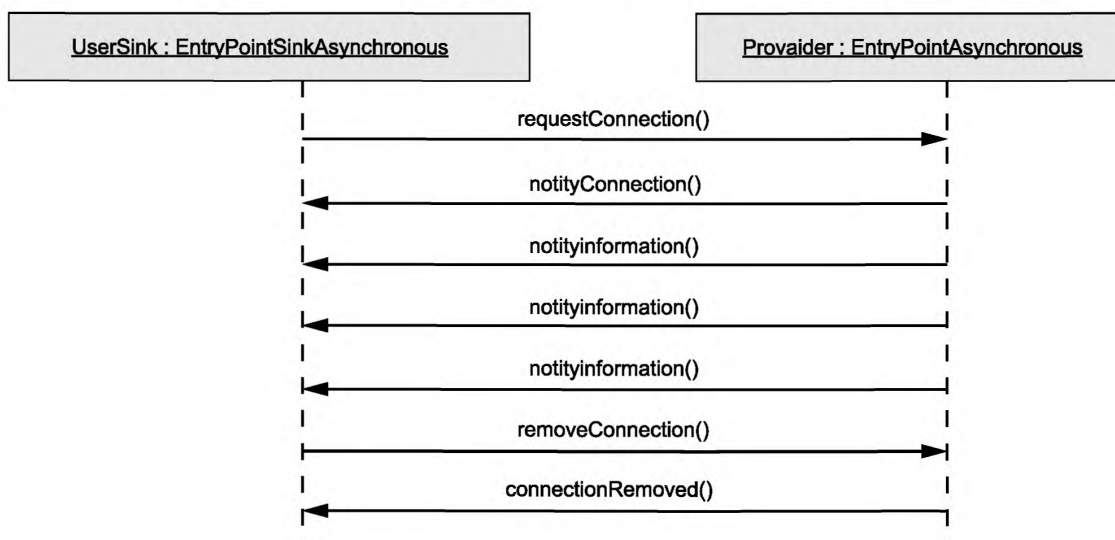 UserSink : EntryPointSinkAsynchronous
Provaider : EntryPointAsynchronous
requestConnection()
notityConnection()
notityinformation()
notityinformation()
notityinformation()
removeConnection()
connectionRemoved()